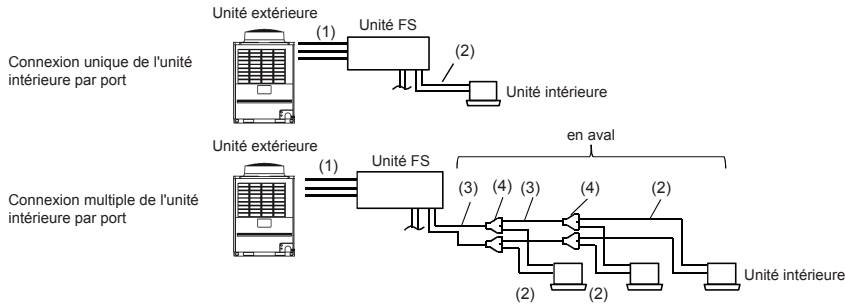 Unité extérieure
(1)
Unité FS
(2)
Connexion unique de l'unité
intérieure par port
Unité intérieure
en aval
Unité extérieure
(1)
Unité FS
(3)
(4)
(3)
(4)
(2)
Connexion multiple de l'unité
intérieure par port
Unité intérieure
(2)
(2)